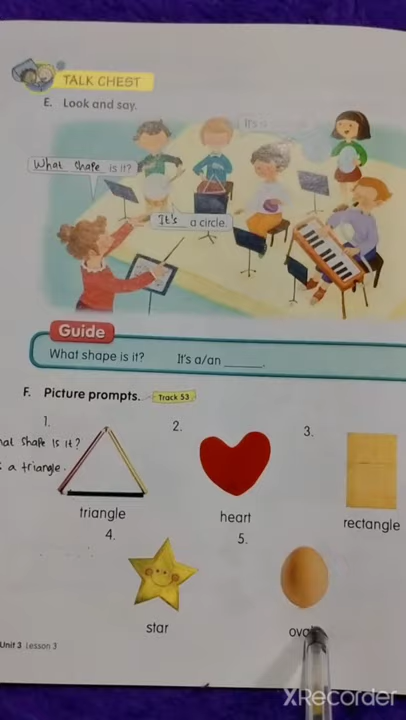 TALK CHEST
E. Look and say.
It's a
What shape is it?
It's a circle.
Guide
What shape is it? It's a/an ______.
F. Picture prompts. Track 53
1.
2.
3.
shape is it?
a triangle.
triangle
heart
rectangle
4.
5.
star
Unit 3 Lesson 3
XRecorder